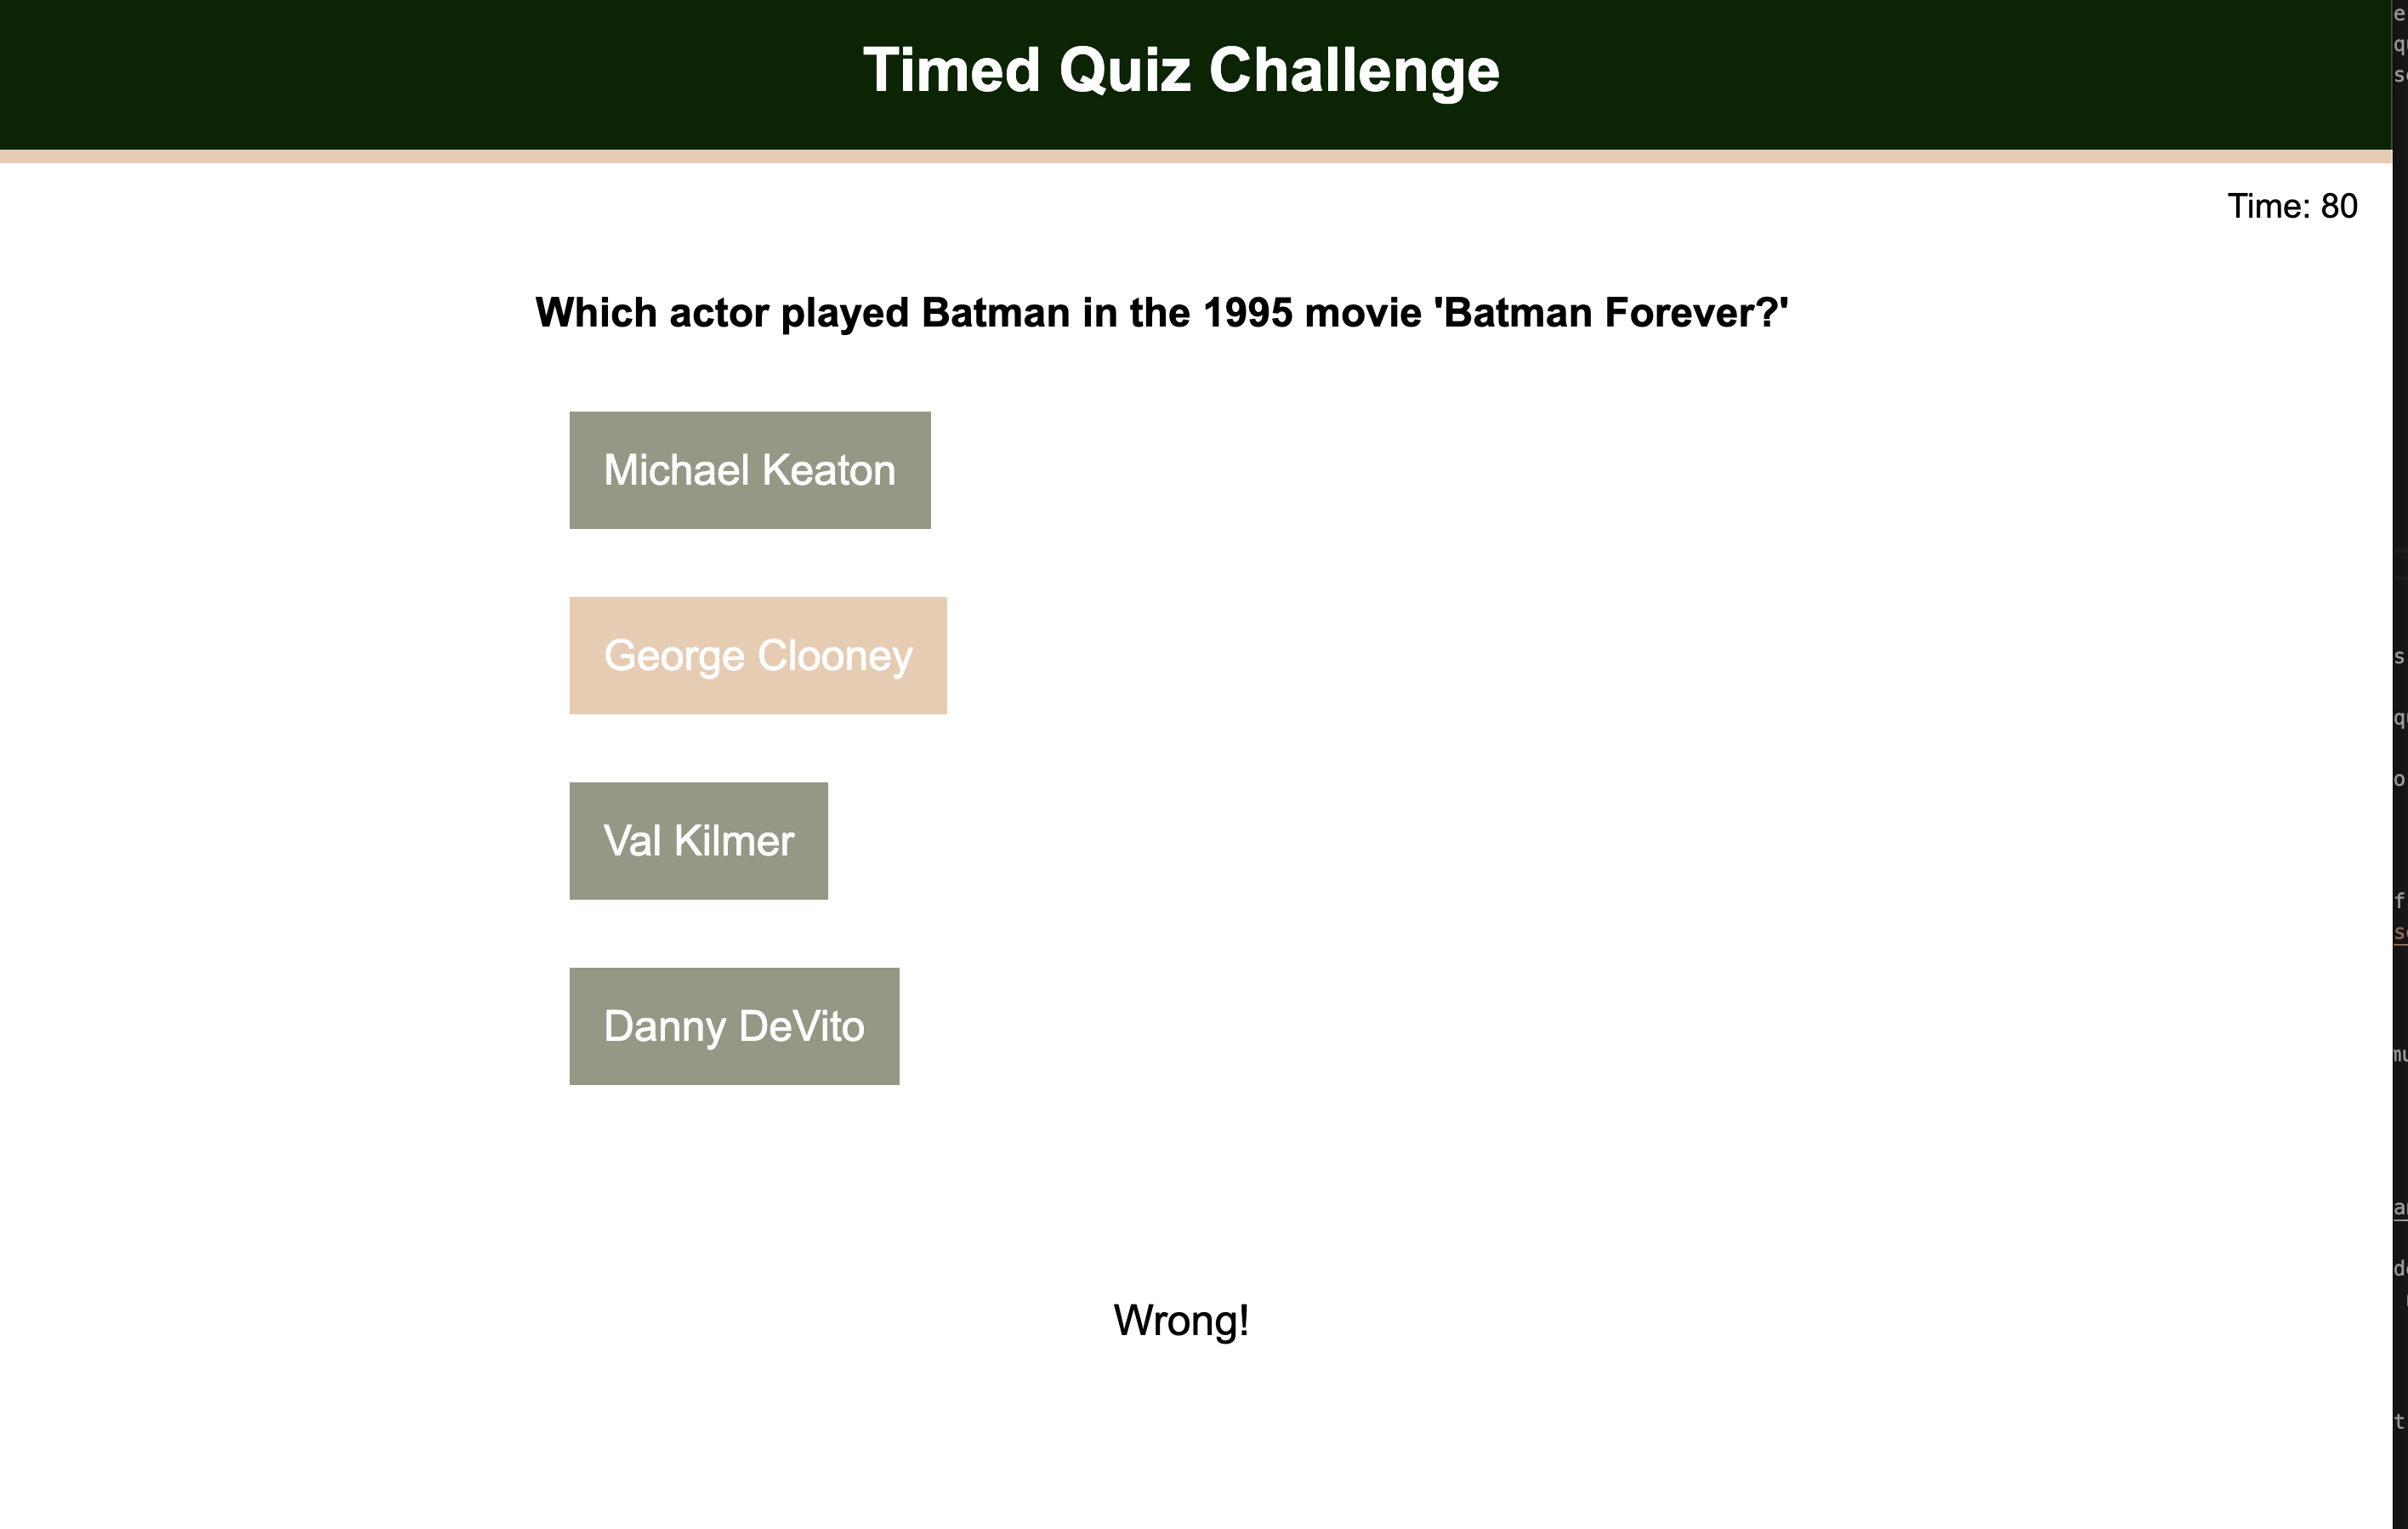 Timed Quiz Challenge
Time: 80
Which actor played Batman in the 1995 movie 'Batman Forever?'
Michael Keaton
George Clooney
Val Kilmer
Danny DeVito
Wrong!